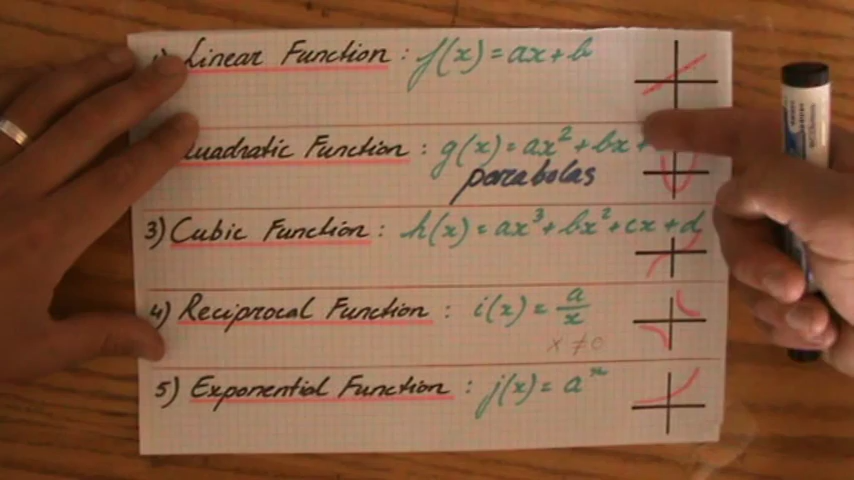 Linear Function : f(x) = ax + b
Quadratic Function : g(x) = ax² + bx +
parabolas
3) Cubic Function : h(x) = ax³ + bx² + cx + d
4) Reciprocal Function : i(x) = a/x
x ≠ 0
5) Exponential Function : j(x) = aˣ